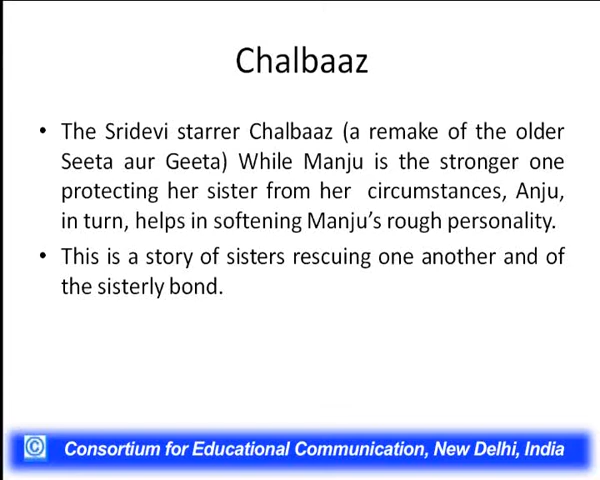 Chalbaaz
• The Sridevi starrer Chalbaaz (a remake of the older
Seeta aur Geeta) While Manju is the stronger one
protecting her sister from her circumstances, Anju,
in turn, helps in softening Manju's rough personality.
• This is a story of sisters rescuing one another and of
the sisterly bond.
© Consortium for Educational Communication, New Delhi, India